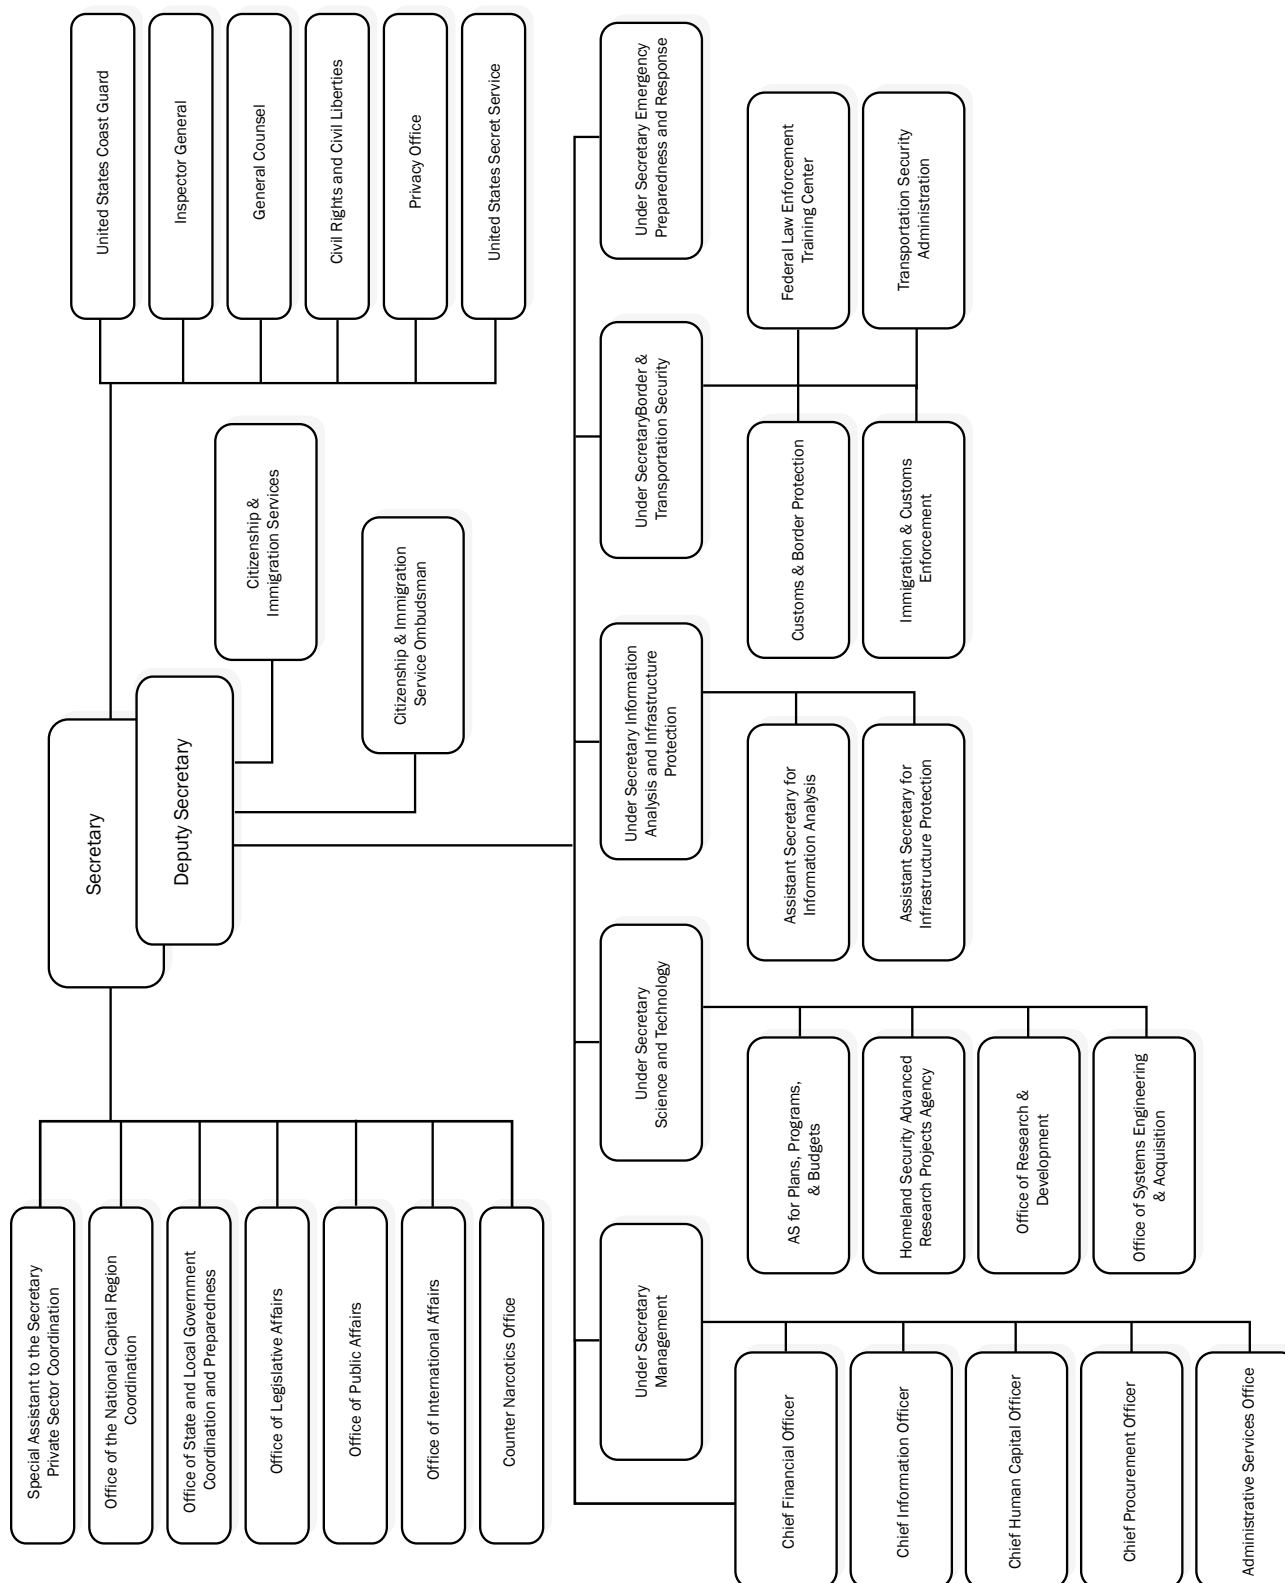 Secretary
Deputy Secretary
Special Assistant to the Secretary
Private Sector Coordination
Office of the National Capital Region
Coordination
Office of State and Local Government
Coordination and Preparedness
Office of Legislative Affairs
Office of Public Affairs
Office of International Affairs
Counter Narcotics Office
Citizenship &
Immigration Services
Citizenship & Immigration
Service Ombudsman
United States Coast Guard
Inspector General
General Counsel
Civil Rights and Civil Liberties
Privacy Office
United States Secret Service
Under Secretary
Management
Under Secretary
Science and Technology
Under Secretary Information
Analysis and Infrastructure
Protection
Under SecretaryBorder &
Transportation Security
Under Secretary Emergency
Preparedness and Response
Chief Financial Officer
Chief Information Officer
Chief Human Capital Officer
Chief Procurement Officer
Administrative Services Office
AS for Plans, Programs,
& Budgets
Homeland Security Advanced
Research Projects Agency
Office of Research &
Development
Office of Systems Engineering
& Acquisition
Assistant Secretary for
Information Analysis
Assistant Secretary for
Infrastructure Protection
Customs & Border Protection
Immigration & Customs
Enforcement
Federal Law Enforcement
Training Center
Transportation Security
Administration